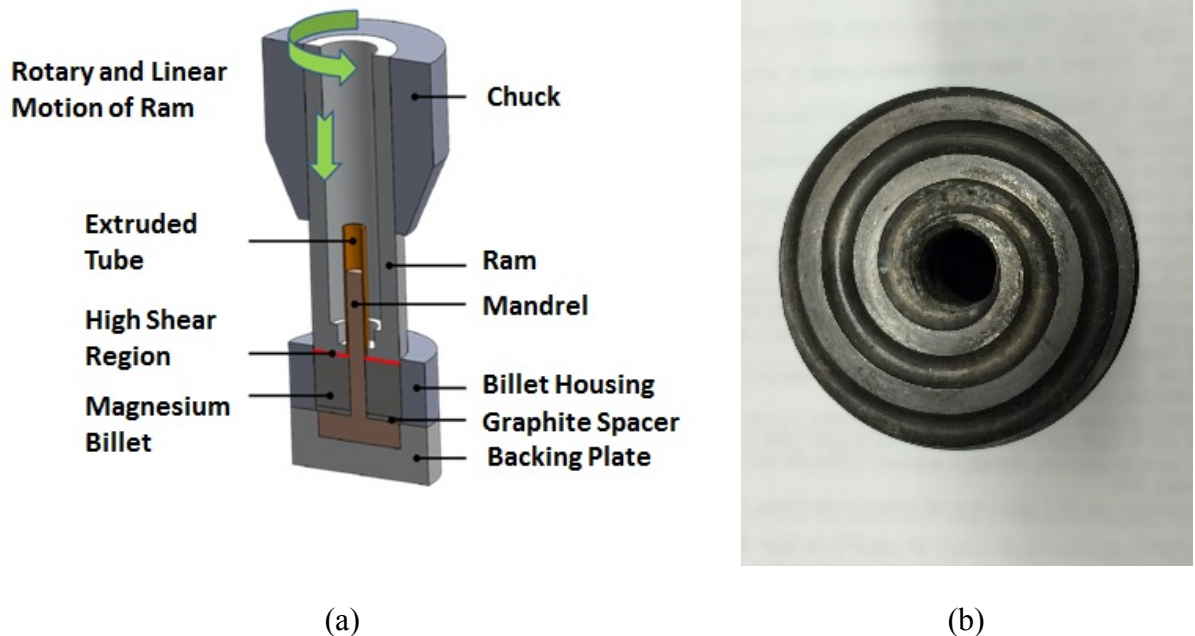 Rotary and Linear
Motion of Ram
Chuck
Extruded
Tube
Ram
Mandrel
High Shear
Region
Billet Housing
Magnesium
Billet
Graphite Spacer
Backing Plate
(a)
(b)